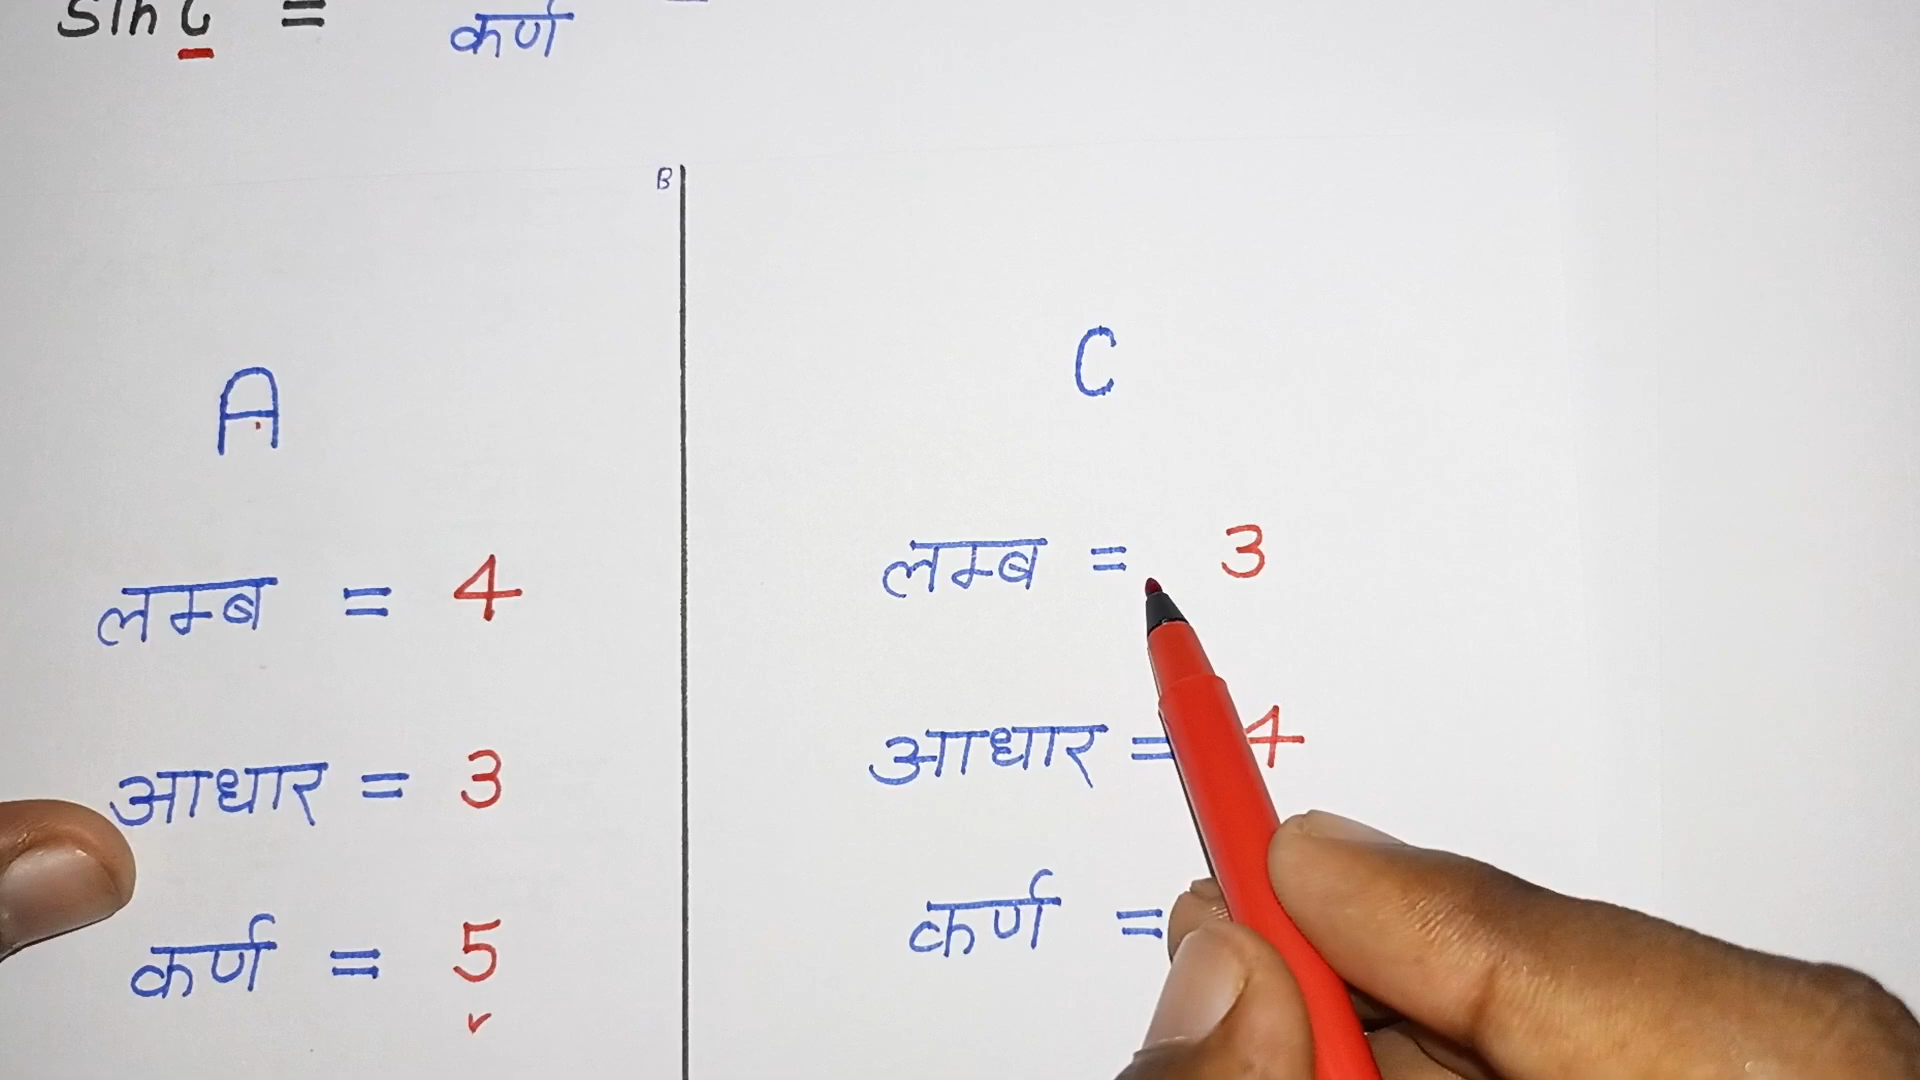 Sin C =
कर्ण
B
A
लम्ब = 4
आधार = 3
कर्ण = 5
C
लम्ब = 3
आधार = 4
कर्ण =